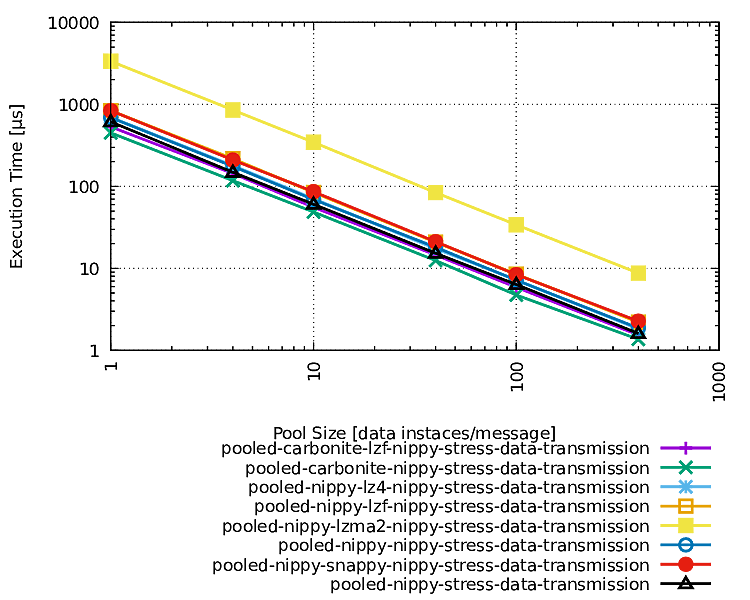 10000
1000
100
10
1
Execution Time [µs]
1
10
100
1000
Pool Size [data instaces/message]
pooled-carbonite-lzf-nippy-stress-data-transmission
pooled-carbonite-nippy-stress-data-transmission
pooled-nippy-lz4-nippy-stress-data-transmission
pooled-nippy-lzf-nippy-stress-data-transmission
pooled-nippy-lzma2-nippy-stress-data-transmission
pooled-nippy-nippy-stress-data-transmission
pooled-nippy-snappy-nippy-stress-data-transmission
pooled-nippy-stress-data-transmission